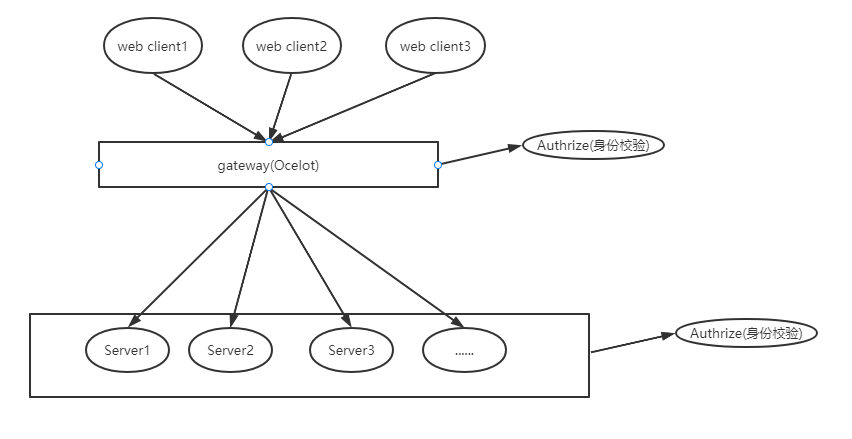 web client1
web client2
web client3
gateway(Ocelot)
Authrize(身份校验)
Server1
Server2
Server3
......
Authrize(身份校验)